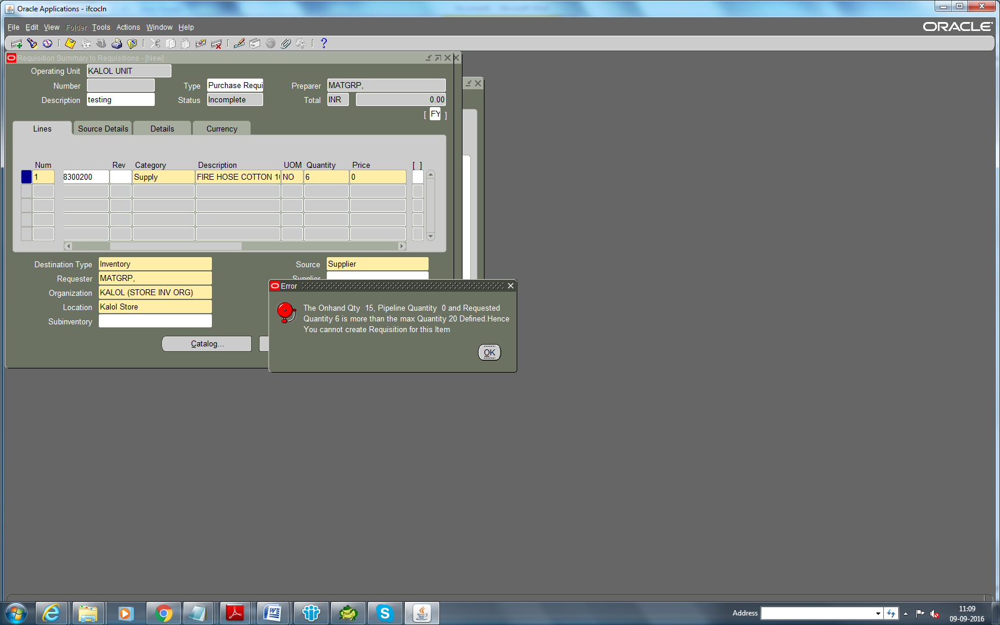 Oracle Applications - ifcocln
File Edit View Folder Tools Actions Window Help
ORACLE
Requisition Summary to Requisitions - [New]
Operating Unit KALOL UNIT
Number Type Purchase Requi Preparer MATGRP,
Description testing Status Incomplete Total INR 0.00
[ FY ]
Lines Source Details Details Currency
Num Rev Category Description UOM Quantity Price [ ]
1 8300200 Supply FIRE HOSE COTTON NO 6 0
Destination Type Inventory Source Supplier
Requester MATGRP, Supplier
Organization KALOL (STORE INV ORG)
Location Kalol Store
Subinventory
Catalog...
Error
The Onhand Qty 15, Pipeline Quantity 0 and Requested
Quantity 6 is more than the max Quantity 20 Defined.Hence
You cannot create Requisition for this Item
OK
Address
11:09
09-09-2016